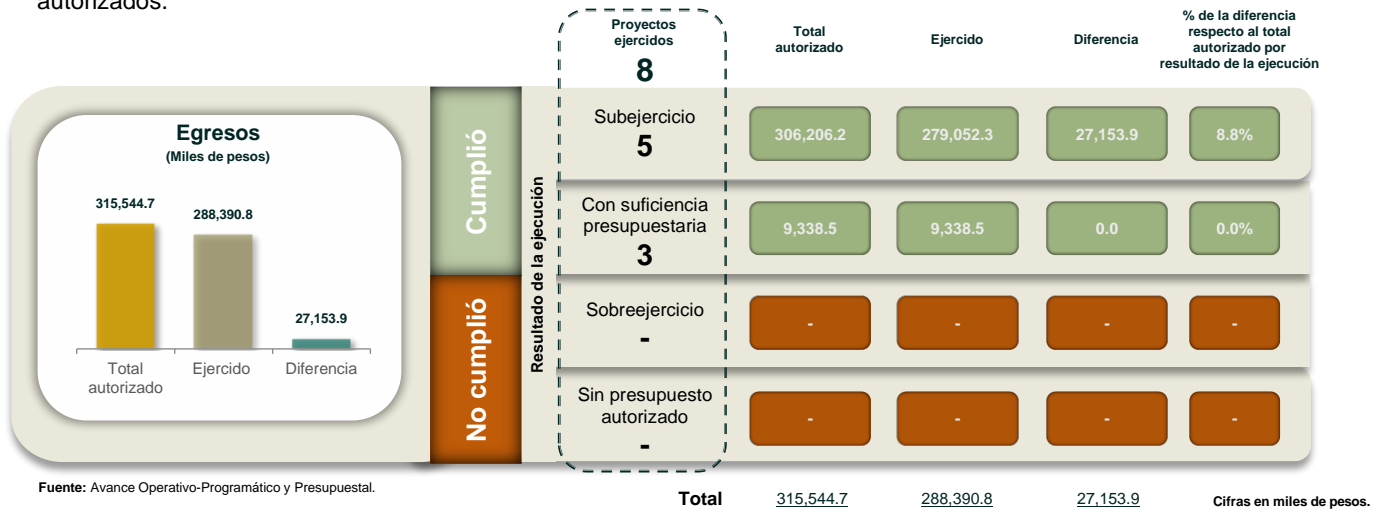 autorizados.
Proyectos
ejercidos
8
Total
autorizado
Ejercido
Diferencia
% de la diferencia
respecto al total
autorizado por
resultado de la ejecución
Egresos
(Miles de pesos)
315,544.7
288,390.8
27,153.9
Total
autorizado
Ejercido
Diferencia
Cumplió
No cumplió
Resultado de la ejecución
Subejercicio
5
306,206.2
279,052.3
27,153.9
8.8%
Con suficiencia
presupuestaria
3
9,338.5
9,338.5
0.0
0.0%
Sobreejercicio
-
-
-
-
-
Sin presupuesto
autorizado
-
-
-
-
-
Fuente: Avance Operativo-Programático y Presupuestal.
Total
315,544.7
288,390.8
27,153.9
Cifras en miles de pesos.